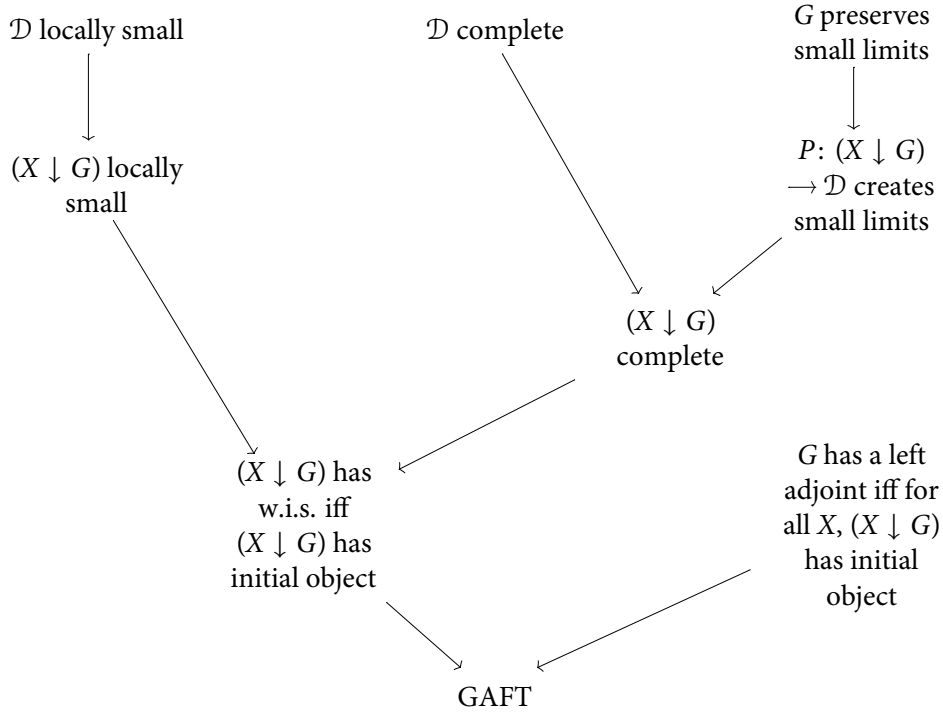 𝒟 locally small
𝒟 complete
G preserves
small limits
(X ↓ G) locally
small
P: (X ↓ G)
→ 𝒟 creates
small limits
(X ↓ G)
complete
(X ↓ G) has
w.i.s. iff
(X ↓ G) has
initial object
G has a left
adjoint iff for
all X, (X ↓ G)
has initial
object
GAFT